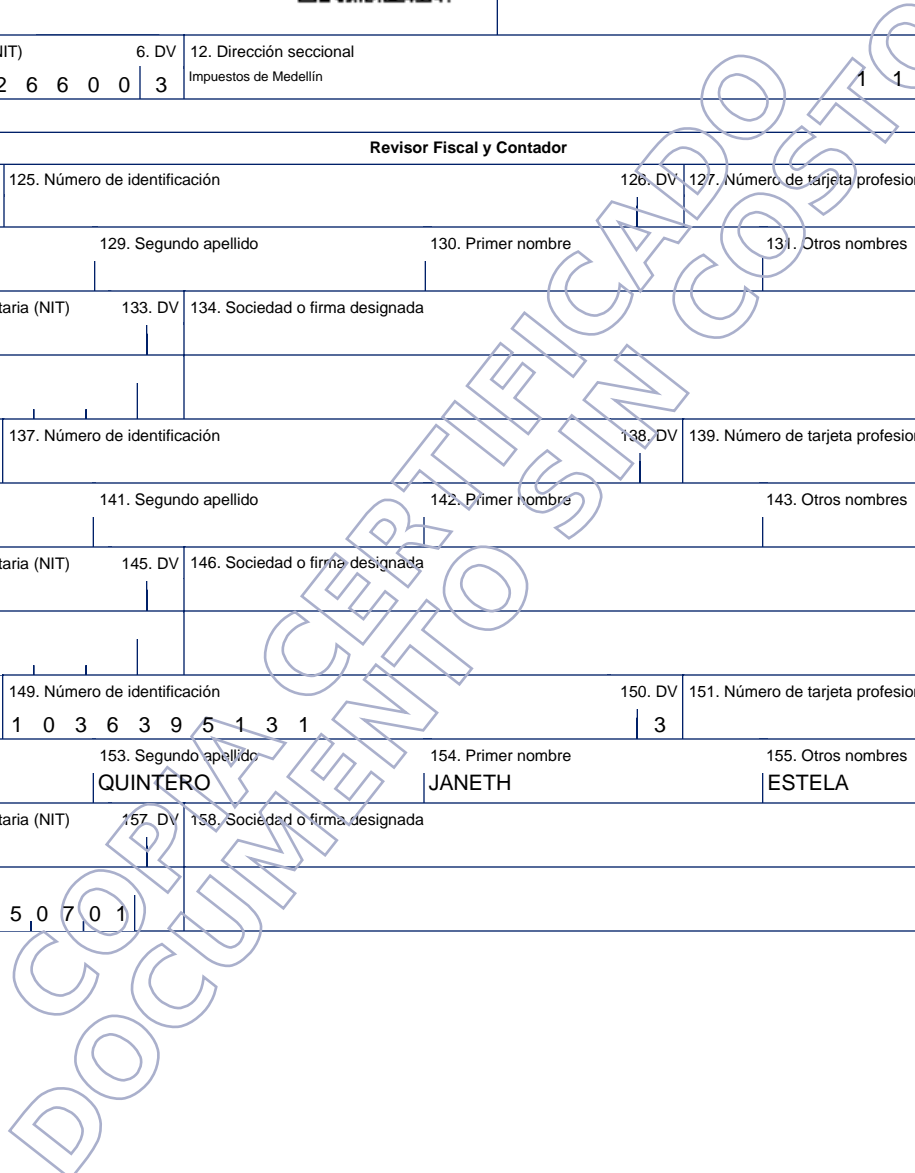 NIT) 6. DV 12. Dirección seccional
2 6 6 0 0 3 Impuestos de Medellín 1 1
Revisor Fiscal y Contador
125. Número de identificación 126. DV 127. Número de tarjeta profesion
129. Segundo apellido 130. Primer nombre 131. Otros nombres
taria (NIT) 133. DV 134. Sociedad o firma designada
137. Número de identificación 138. DV 139. Número de tarjeta profesion
141. Segundo apellido 142. Primer nombre 143. Otros nombres
taria (NIT) 145. DV 146. Sociedad o firma designada
149. Número de identificación 150. DV 151. Número de tarjeta profesion
1 0 3 6 3 9 5 1 3 1 3
153. Segundo apellido 154. Primer nombre 155. Otros nombres
QUINTERO JANETH ESTELA
taria (NIT) 157. DV 158. Sociedad o firma designada
5 0 7 0 1
COPIA CERTIFICADO
DOCUMENTO SIN COSTO